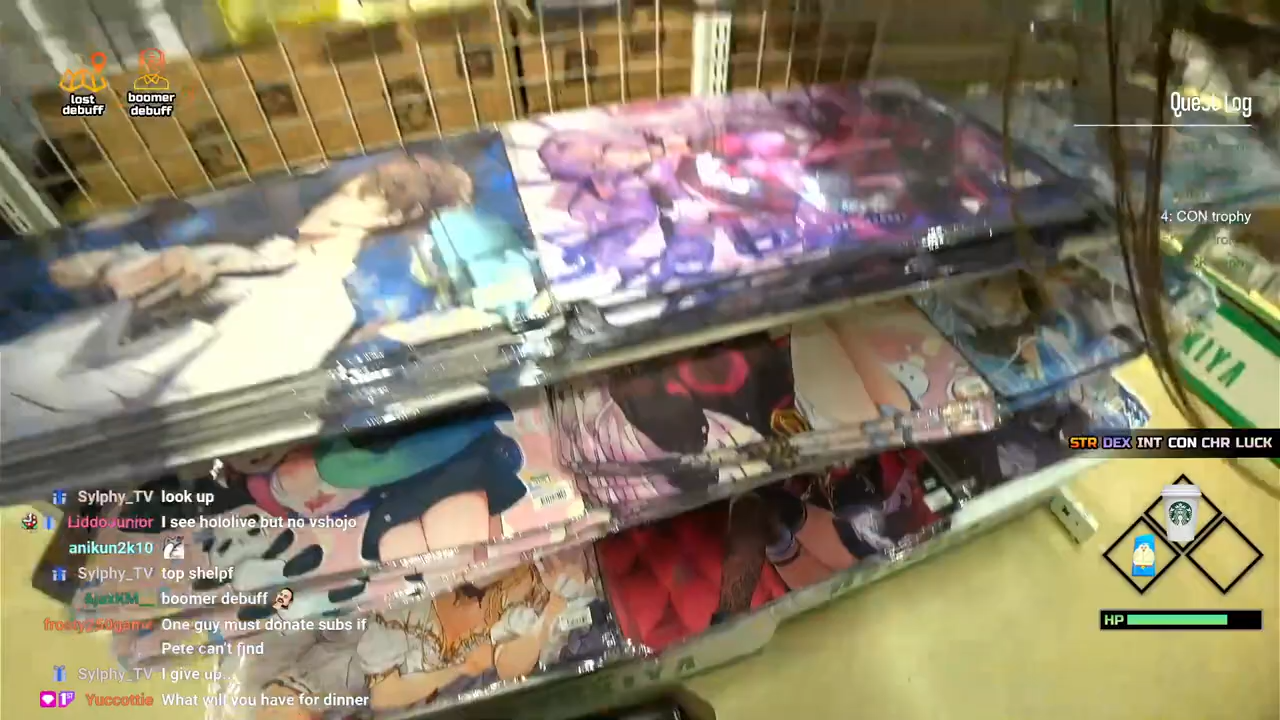 lost
debuff
boomer
debuff
Quest Log
4: CON trophy
KIYA
STR DEX INT CON CHR LUCK
Sylphy_TV look up
LiddoJunior I see hololive but no vshojo
anikun2k10
Sylphy_TV top shelpf
boomer debuff
One guy must donate subs if
Pete can't find
Sylphy_TV I give up...
Yuccottie What will you have for dinner
HP